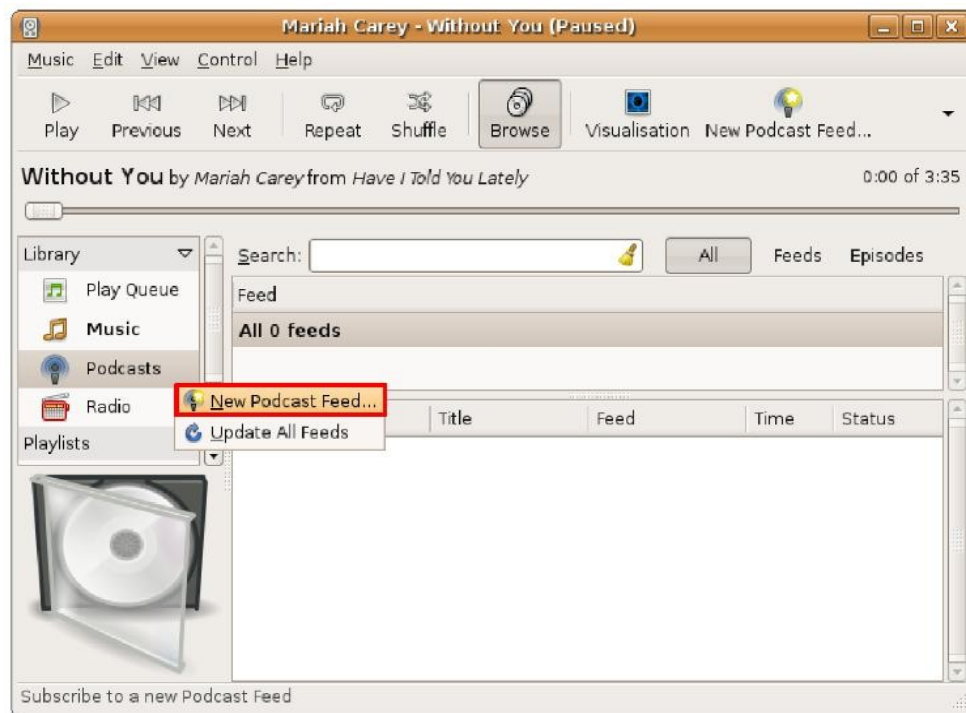 Mariah Carey - Without You (Paused)
Music Edit View Control Help
Play Previous Next Repeat Shuffle Browse Visualisation New Podcast Feed...
Without You by Mariah Carey from Have I Told You Lately 0:00 of 3:35
Library
Search: All Feeds Episodes
Play Queue
Feed
Music
All 0 feeds
Podcasts
Radio
New Podcast Feed...
Title Feed Time Status
Update All Feeds
Playlists
Subscribe to a new Podcast Feed